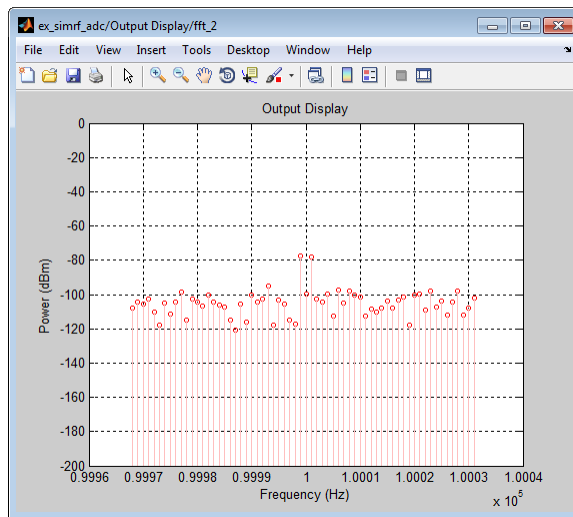 ex_simrf_adc/Output Display/fft_2
File Edit View Insert Tools Desktop Window Help
Output Display
0
-20
-40
-60
-80
-100
-120
-140
-160
-180
-200
Power (dBm)
0.9996 0.9997 0.9998 0.9999 1 1.0001 1.0002 1.0003 1.0004
Frequency (Hz)
x 10⁵